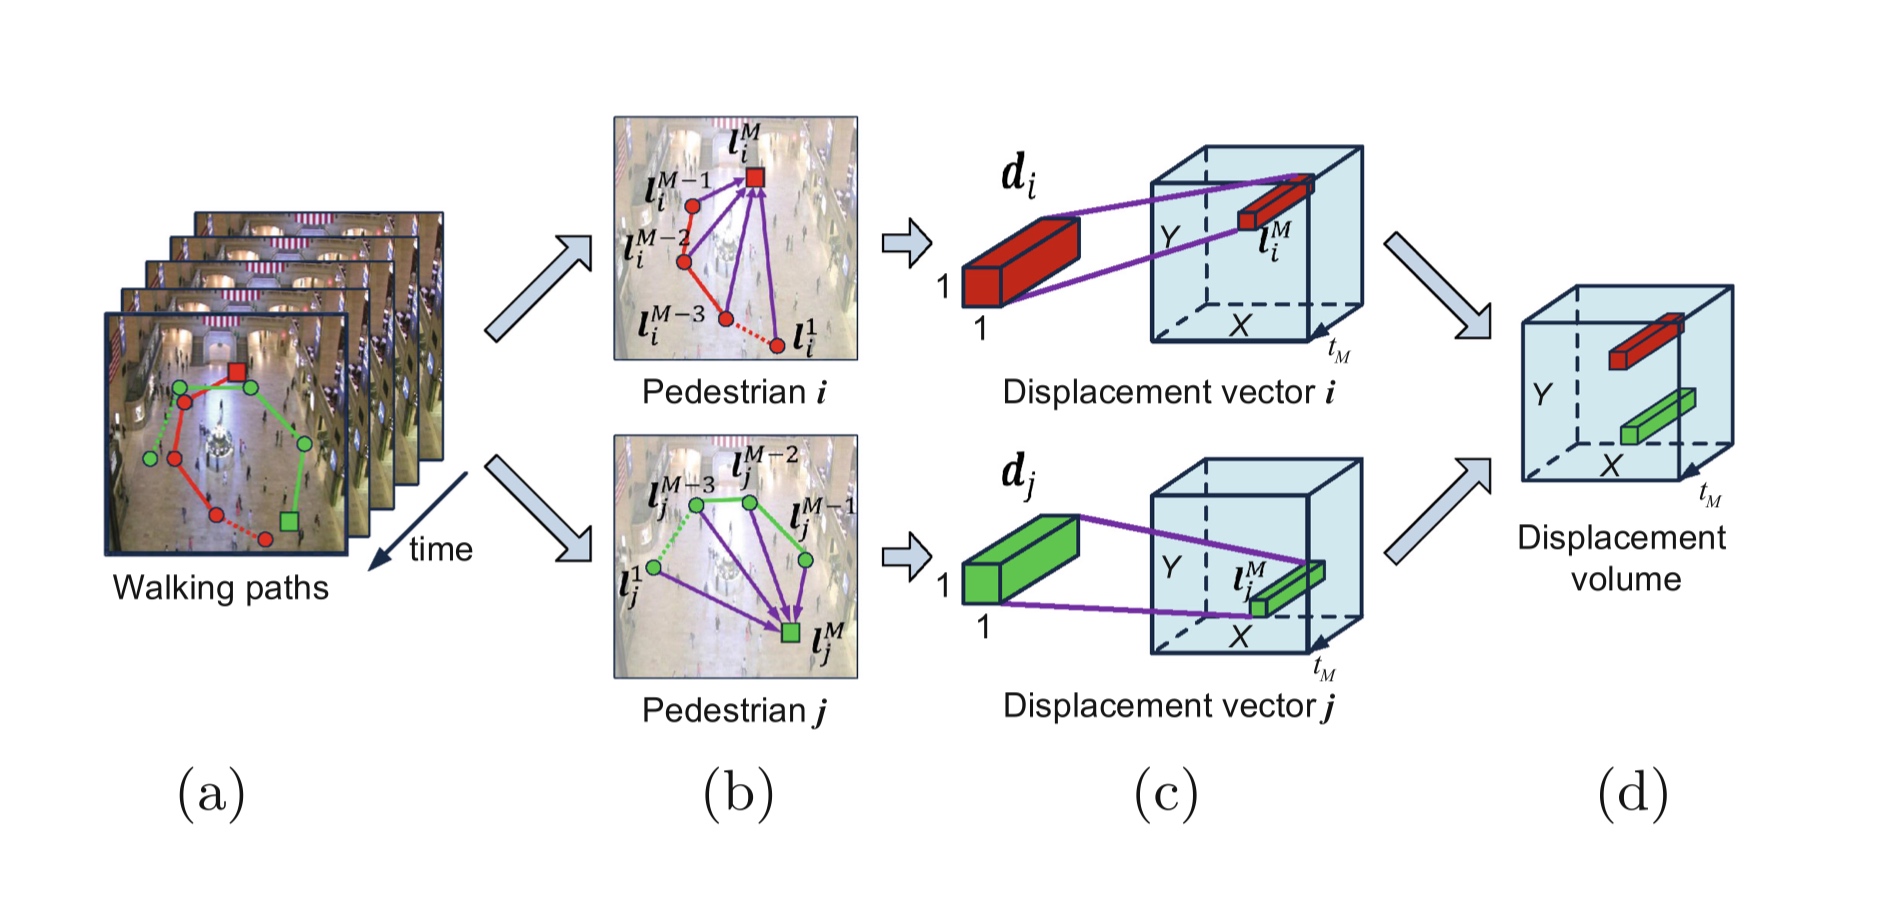 time
Walking paths
(a)
l_i^M
l_i^{M-1}
l_i^{M-2}
l_i^{M-3}
l_i^1
Pedestrian i
l_j^{M-2}
l_j^{M-3}
l_j^{M-1}
l_j^1
l_j^M
Pedestrian j
(b)
d_i
1
1
Y
l_i^M
X
t_M
Displacement vector i
d_j
1
1
Y
l_j^M
X
t_M
Displacement vector j
(c)
Y
X
t_M
Displacement
volume
(d)